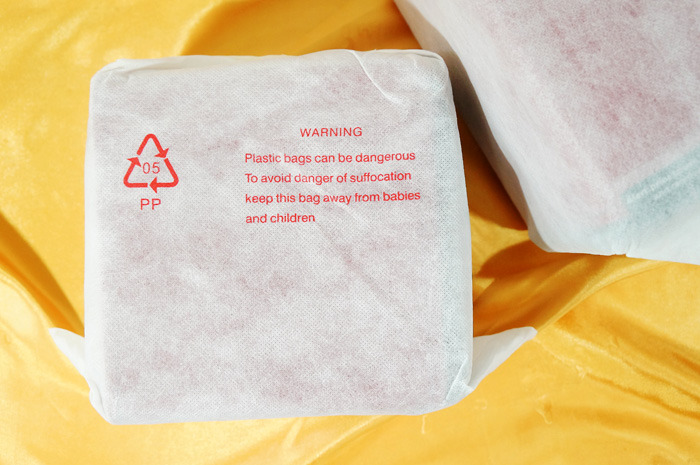 05
PP
WARNING
Plastic bags can be dangerous
To avoid danger of suffocation
keep this bag away from babies
and children